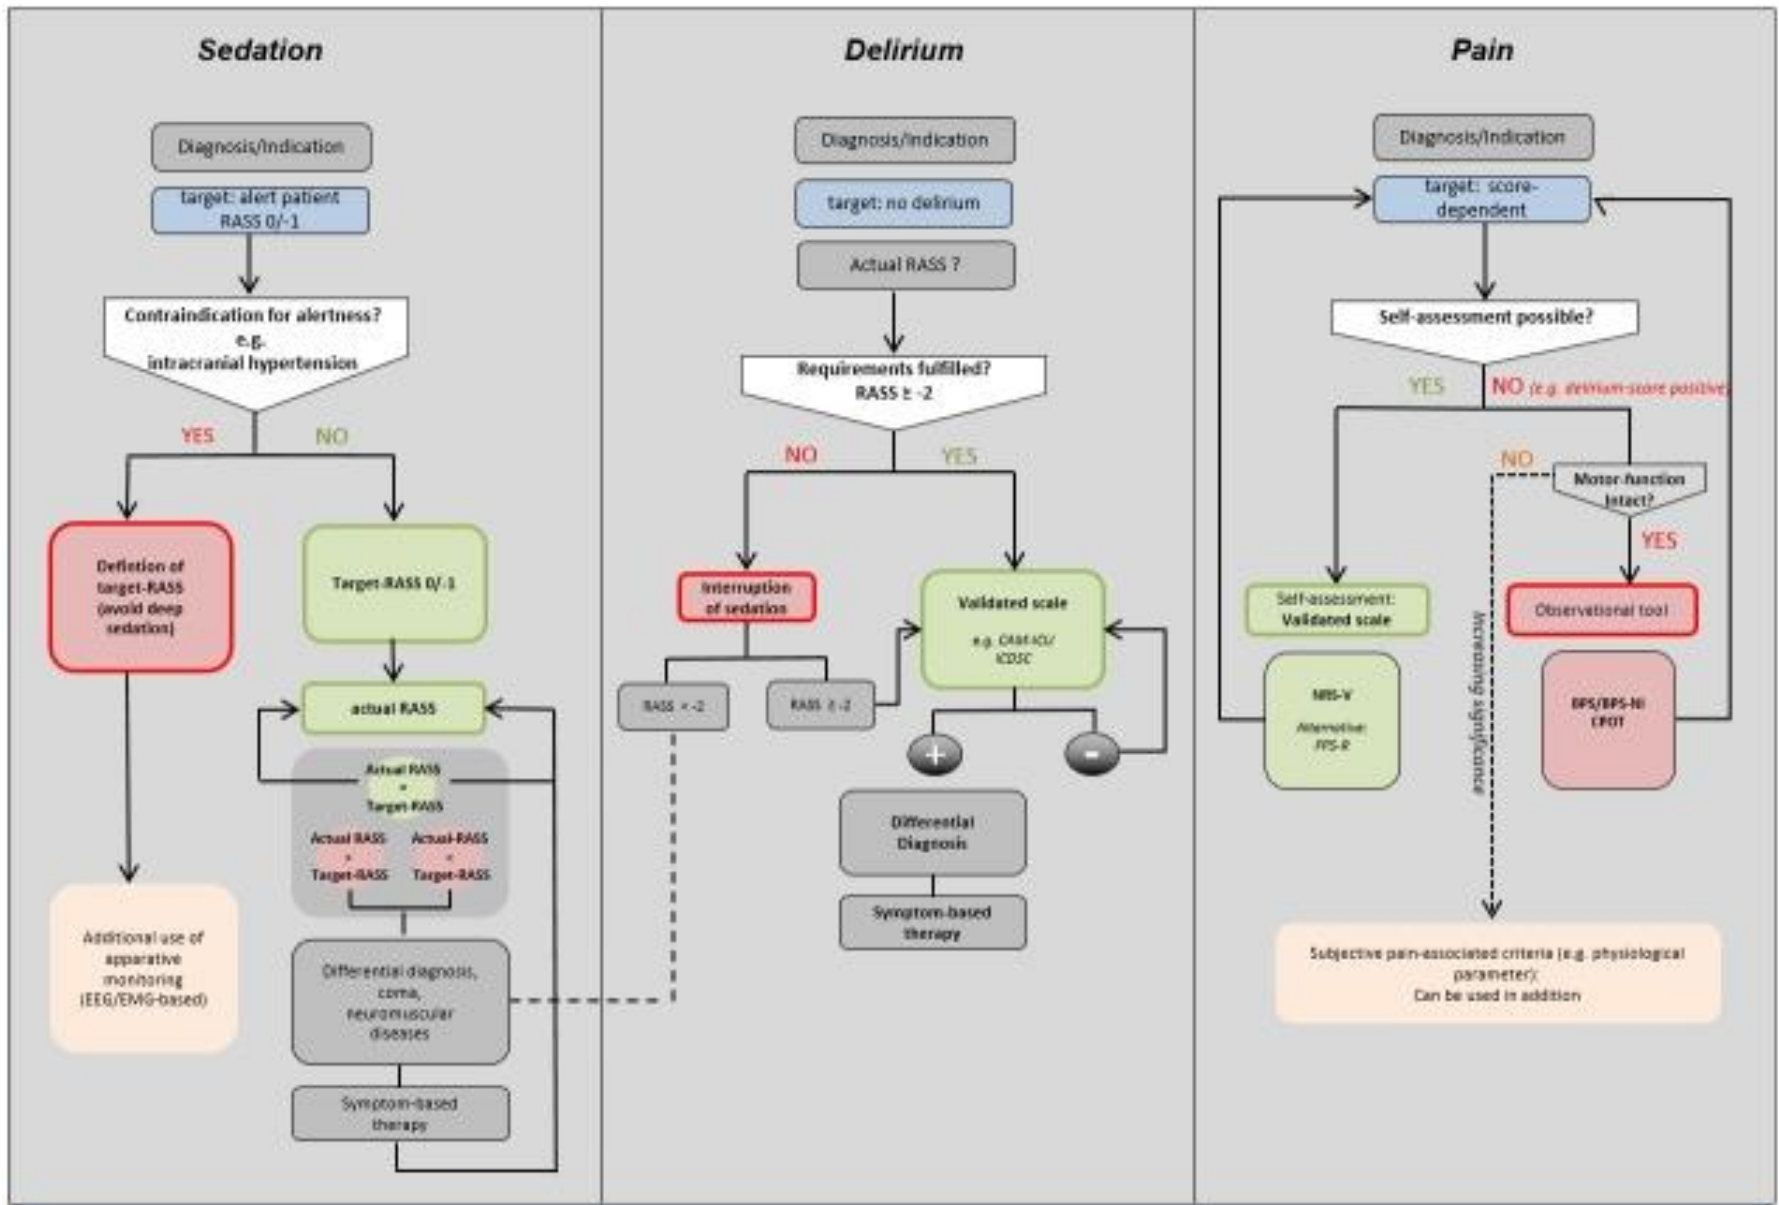 Sedation
Diagnosis/Indication
target: alert patient
RASS 0/-1
Contraindication for alertness?
e.g.
intracranial hypertension
YES
NO
Defintion of
target-RASS
(avoid deep
sedation)
Target-RASS 0/-1
actual RASS
Actual RASS
=
Target-RASS
Actual RASS
Target-RASS
Actual-RASS
Target-RASS
Additional use of
apparative
monitoring
(EEG/EMG-based)
Differential diagnosis,
coma,
neuromuscular
diseases
Symptom-based
therapy
Delirium
Diagnosis/Indication
target: no delirium
Actual RASS ?
Requirements fulfilled?
RASS ≥ -2
NO
YES
Interruption
of sedation
Validated scale
e.g. CAM-ICU/
ICDSC
RASS < -2
RASS ≥ -2
+
-
Differential
Diagnosis
Symptom-based
therapy
Pain
Diagnosis/Indication
target: score-
dependent
Self-assessment possible?
YES
NO (e.g. delirium-score positive)
NO
Motor-function
Intact?
YES
Self-assessment:
Validated scale
Observational tool
NRS-V
Alternative:
FPS-R
BPS/BPS-NI
CPOT
Increasing significance
Subjective pain-associated criteria (e.g. physiological
parameter):
Can be used in addition